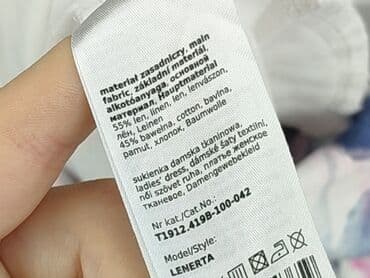 materiał zasadniczy, main
fabric, základní materiál,
alkotóanyaga, основной
материал, Hauptmaterial
55% len, linen, len, lenvászon,
лён, Leinen
45% bawełna, cotton, bavlna,
pamut, хлопок, Baumwolle
sukienka damska tkaninowa,
ladies' dress, dámské šaty textilní,
női szövet ruha, платье женское
тканевое, Damengewebekleid
Nr kat./Cat.No.:
T1912.419B-100-042
Model/Style:
LENERTA